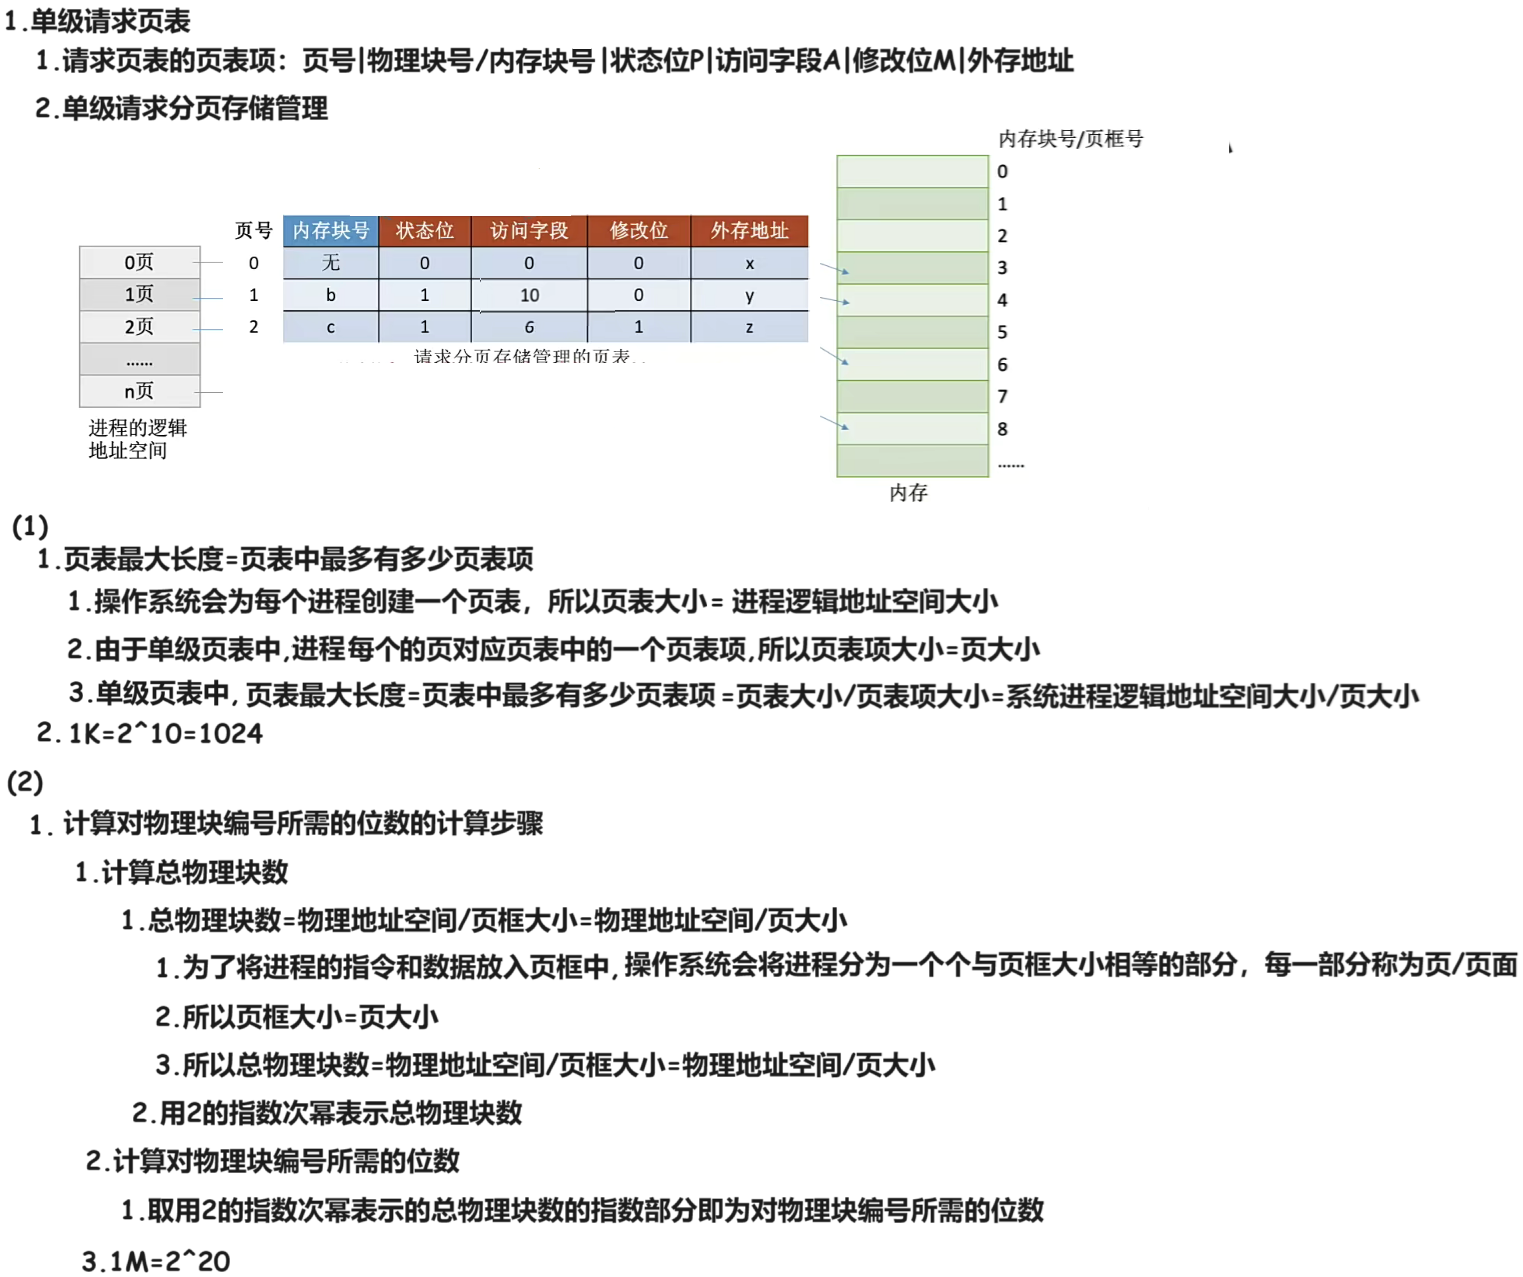 1.单级请求页表
1.请求页表的页表项：页号|物理块号/内存块号|状态位P|访问字段A|修改位M|外存地址
2.单级请求分页存储管理
内存块号/页框号
0
1
2
3
4
5
6
7
8
......
内存
页号 内存块号 状态位 访问字段 修改位 外存地址
0 无 0 0 0 x
1 b 1 10 0 y
2 c 1 6 1 z
请求分页存储管理的页表
0页
1页
2页
......
n页
进程的逻辑
地址空间
(1)
1.页表最大长度=页表中最多有多少页表项
1.操作系统会为每个进程创建一个页表，所以页表大小= 进程逻辑地址空间大小
2.由于单级页表中,进程每个的页对应页表中的一个页表项,所以页表项大小=页大小
3.单级页表中, 页表最大长度=页表中最多有多少页表项 =页表大小/页表项大小=系统进程逻辑地址空间大小/页大小
2. 1K=2^10=1024
(2)
1. 计算对物理块编号所需的位数的计算步骤
1.计算总物理块数
1.总物理块数=物理地址空间/页框大小=物理地址空间/页大小
1.为了将进程的指令和数据放入页框中,操作系统会将进程分为一个个与页框大小相等的部分，每一部分称为页/页面
2.所以页框大小=页大小
3.所以总物理块数=物理地址空间/页框大小=物理地址空间/页大小
2.用2的指数次幂表示总物理块数
2.计算对物理块编号所需的位数
1.取用2的指数次幂表示的总物理块数的指数部分即为对物理块编号所需的位数
3.1M=2^20